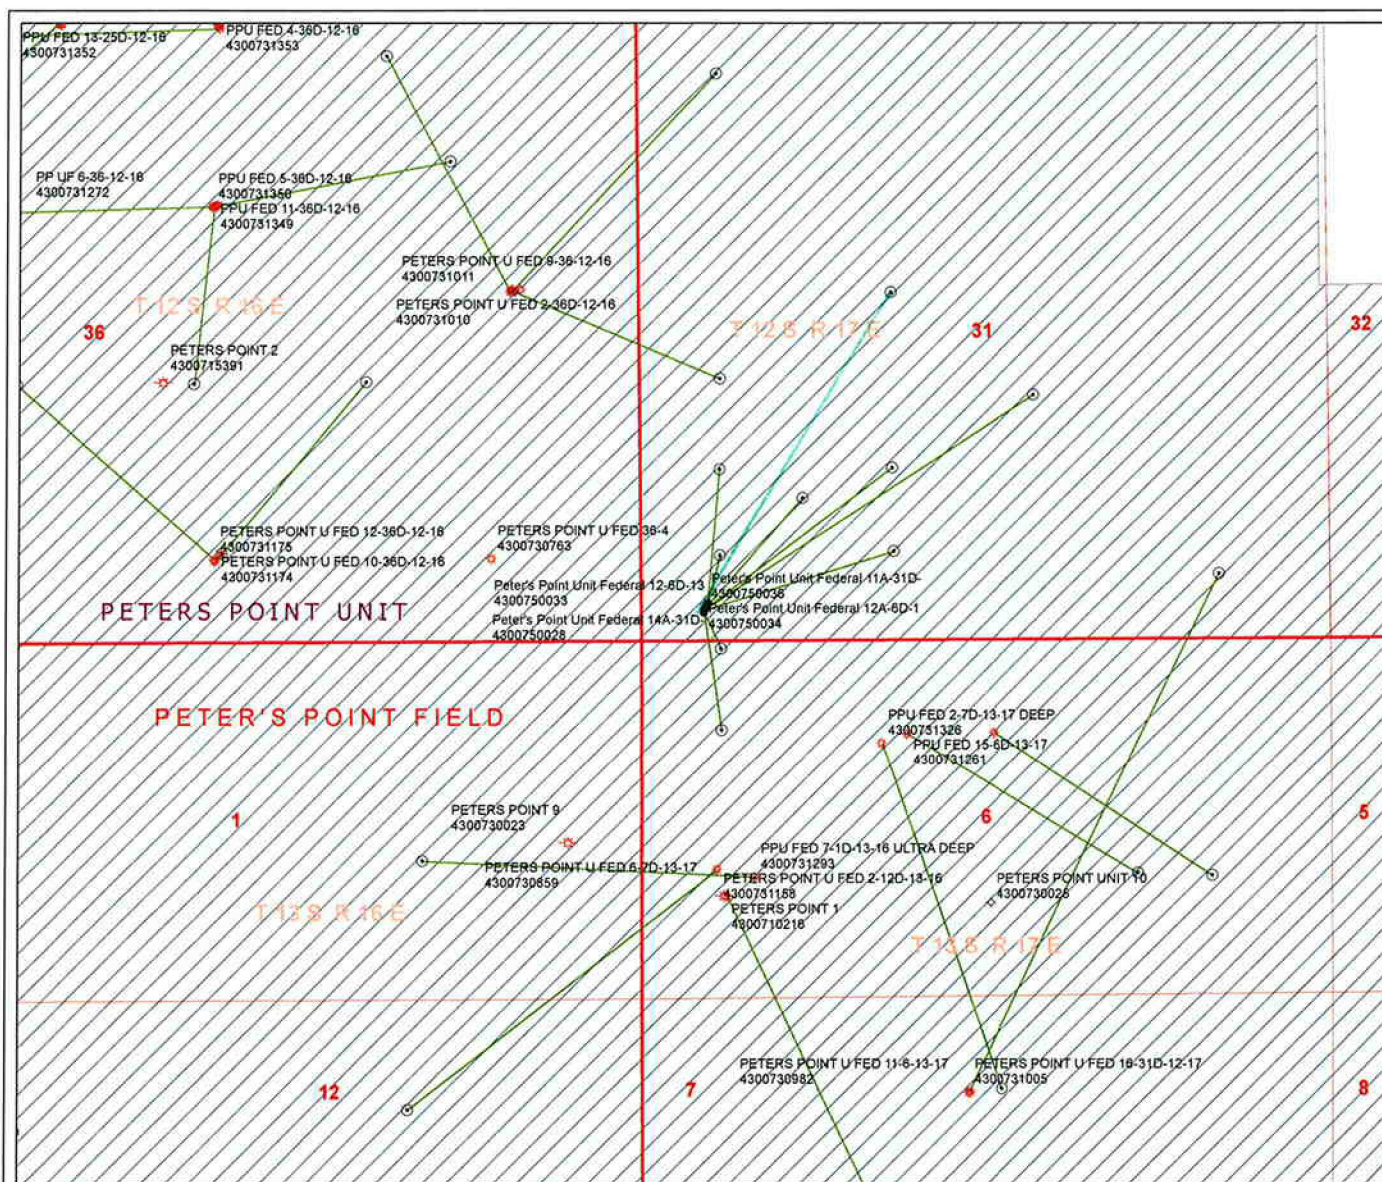 PPU FED 13-25D-12-16
4300731352
PPU FED 4-36D-12-16
4300731353
PP UF 6-36-12-16
4300731272
PPU FED 5-36D-12-16
4300731350
PPU FED 11-36D-12-16
4300731349
PETERS POINT U FED 9-36-12-16
4300731011
PETERS POINT U FED 2-36D-12-16
4300731010
T 12 S R 16 E
T 12 S R 17 E
36
31
32
PETERS POINT 2
4300715391
PETERS POINT U FED 12-36D-12-16
4300731175
PETERS POINT U FED 10-36D-12-16
4300731174
PETERS POINT U FED 36-4
4300730763
Peter's Point Unit Federal 12-6D-13
4300750033
Peter's Point Unit Federal 11A-31D-
4300750036
Peter's Point Unit Federal 14A-31D-
4300750028
Peter's Point Unit Federal 12A-6D-1
4300750034
PETERS POINT UNIT
PETER'S POINT FIELD
PPU FED 2-7D-13-17 DEEP
4300731326
PPU FED 15-6D-13-17
4300731261
1
6
5
PETERS POINT 9
4300730023
PPU FED 7-1D-13-16 ULTRA DEEP
4300731293
PETERS POINT U FED 6-7D-13-17
4300730859
PETERS POINT U FED 2-12D-13-16
4300731158
PETERS POINT 1
4300710216
PETERS POINT UNIT 10
4300730026
T 13 S R 16 E
T 13 S R 17 E
PETERS POINT U FED 11-6-13-17
4300730982
PETERS POINT U FED 16-31D-12-17
4300731005
12
7
8